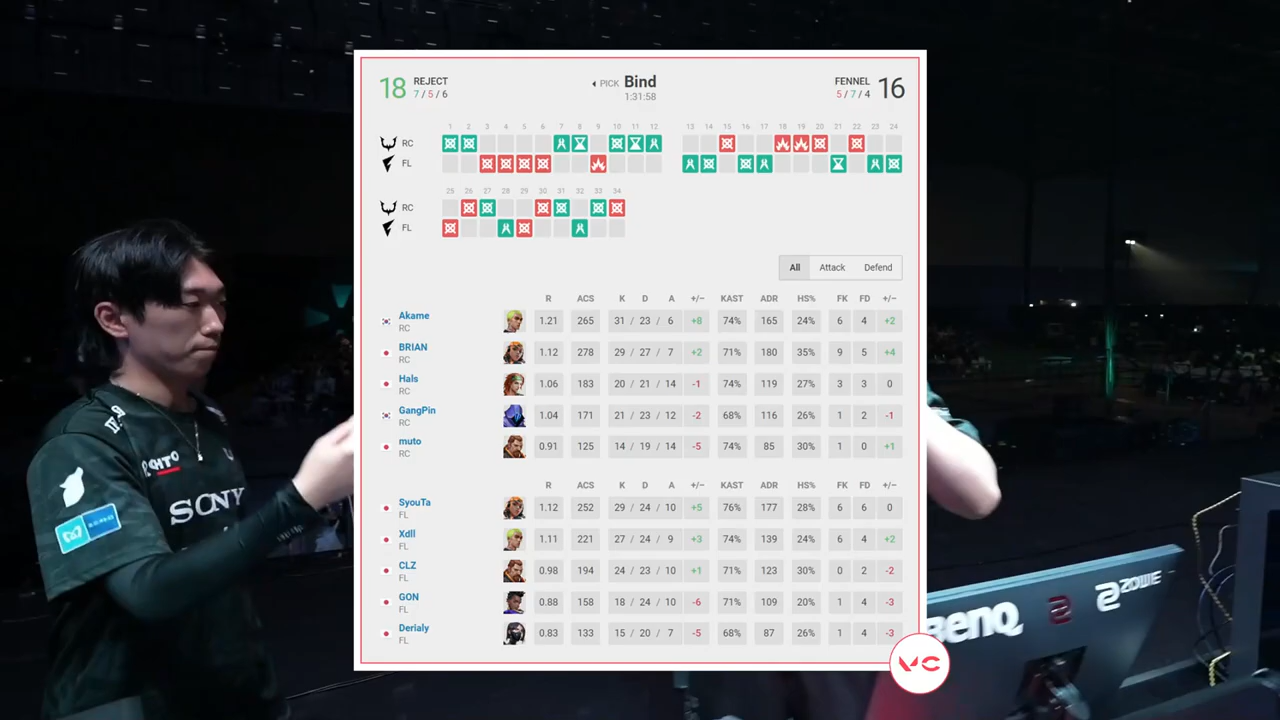 18 REJECT ◂ PICK Bind FENNEL 16
7 / 5 / 6 1:31:58 5 / 7 / 4
1 2 3 4 5 6 7 8 9 10 11 12 13 14 15 16 17 18 19 20 21 22 23 24
RC
FL
25 26 27 28 29 30 31 32 33 34
RC
FL
All Attack Defend
R ACS K D A +/– KAST ADR HS% FK FD +/–
Akame 1.21 265 31 / 23 / 6 +8 74% 165 24% 6 4 +2
RC
BRIAN 1.12 278 29 / 27 / 7 +2 71% 180 35% 9 5 +4
RC
Hals 1.06 183 20 / 21 / 14 -1 74% 119 27% 3 3 0
RC
GangPin 1.04 171 21 / 23 / 12 -2 68% 116 26% 1 2 -1
RC
muto 0.91 125 14 / 19 / 14 -5 74% 85 30% 1 0 +1
RC
R ACS K D A +/– KAST ADR HS% FK FD +/–
SyouTa 1.12 252 29 / 24 / 10 +5 76% 177 28% 6 6 0
FL
Xdll 1.11 221 27 / 24 / 9 +3 74% 139 24% 6 4 +2
FL
CLZ 0.98 194 24 / 23 / 10 +1 71% 123 30% 0 2 -2
FL
GON 0.88 158 18 / 24 / 10 -6 71% 109 20% 1 4 -3
FL
Derialy 0.83 133 15 / 20 / 7 -5 68% 87 26% 1 4 -3
FL
SONY
BenQ ZOWIE
VC